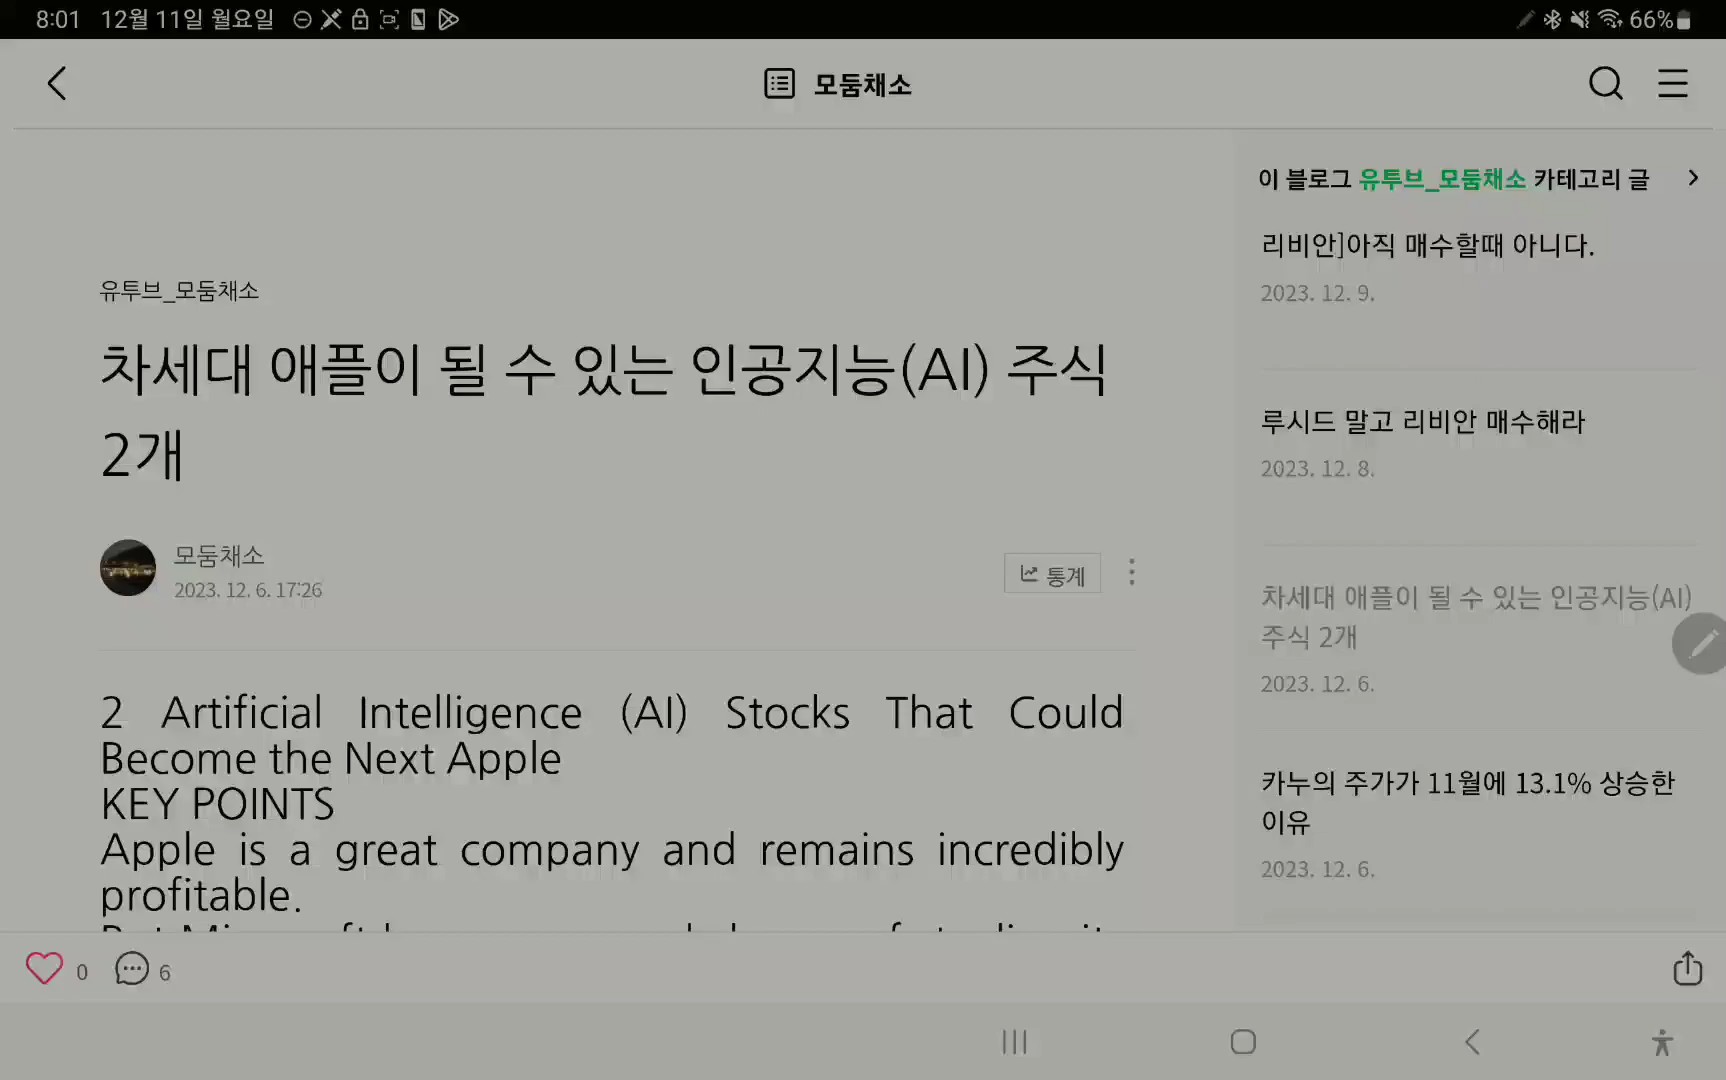 8:01 12월 11일 월요일
66%
모둠채소
유투브_모둠채소
차세대 애플이 될 수 있는 인공지능(AI) 주식
2개
모둠채소
2023. 12. 6. 17:26
통계
2 Artificial Intelligence (AI) Stocks That Could
Become the Next Apple
KEY POINTS
Apple is a great company and remains incredibly
profitable.
0
6
이 블로그 유투브_모둠채소 카테고리 글
리비안]아직 매수할때 아니다.
2023. 12. 9.
루시드 말고 리비안 매수해라
2023. 12. 8.
차세대 애플이 될 수 있는 인공지능(AI)
주식 2개
2023. 12. 6.
카누의 주가가 11월에 13.1% 상승한
이유
2023. 12. 6.